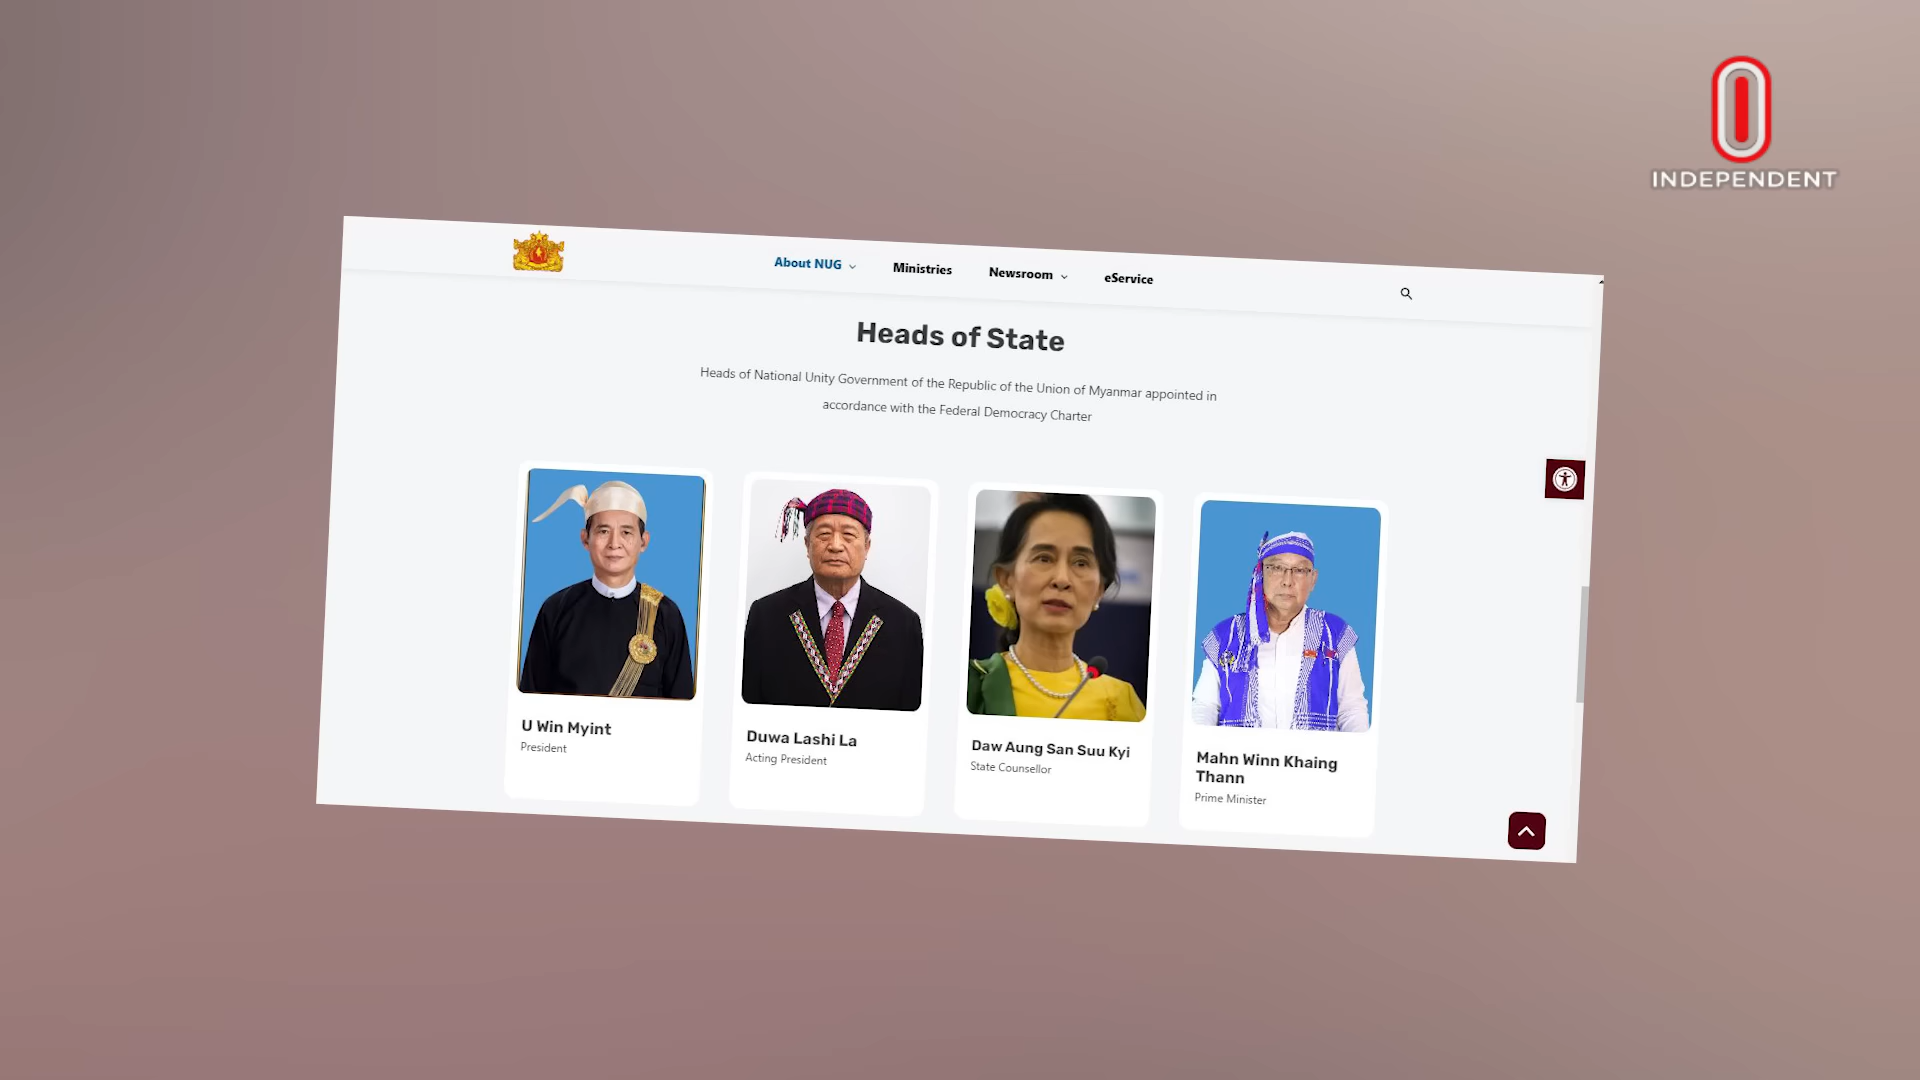 INDEPENDENT
About NUG
Ministries
Newsroom
eService
Heads of State
Heads of National Unity Government of the Republic of the Union of Myanmar appointed in
accordance with the Federal Democracy Charter
U Win Myint
President
Duwa Lashi La
Acting President
Daw Aung San Suu Kyi
State Counsellor
Mahn Winn Khaing
Thann
Prime Minister